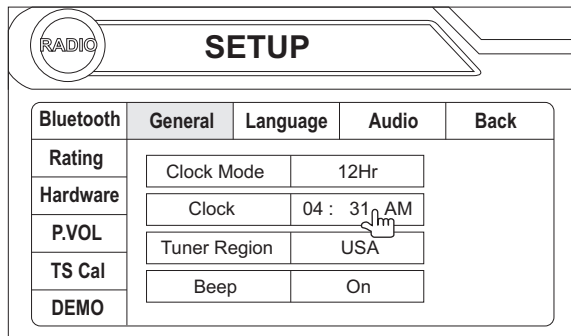 RADIO
SETUP
Bluetooth General Language Audio Back
Rating
Hardware
P.VOL
TS Cal
DEMO
Clock Mode 12Hr
Clock 04 : 31 AM
Tuner Region USA
Beep On